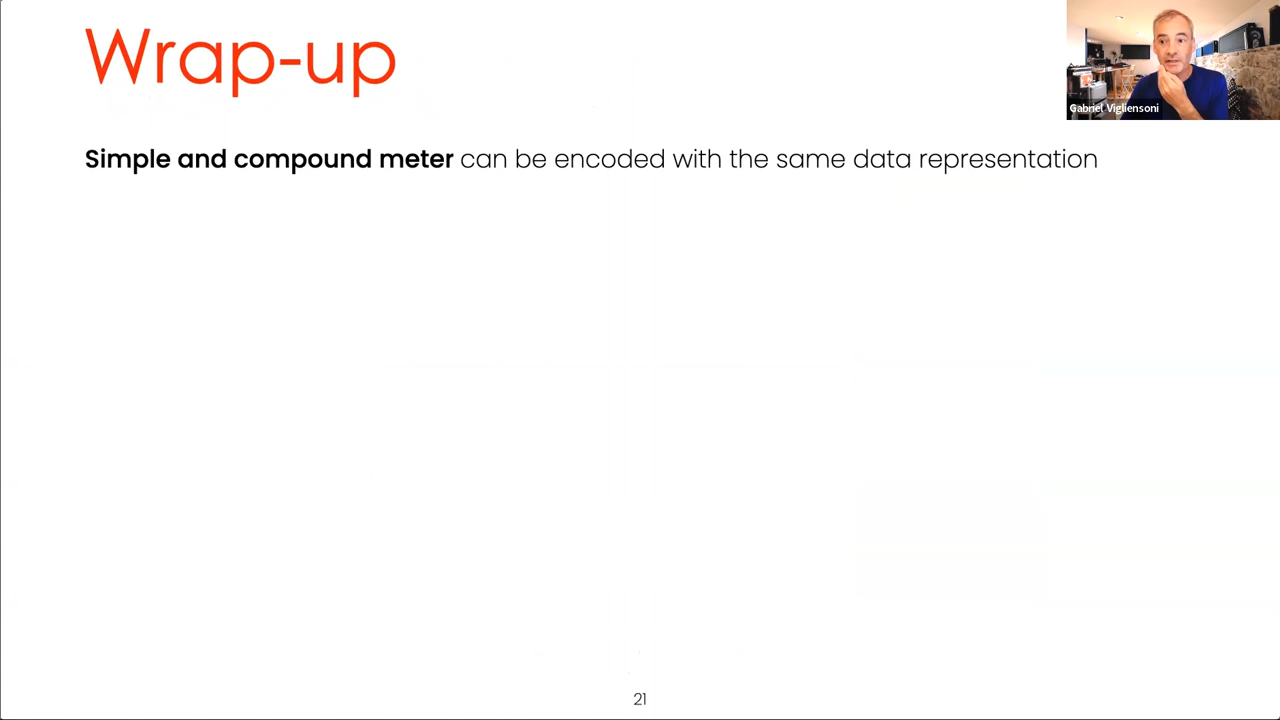 Wrap-up
Gabriel Vigliensoni
Simple and compound meter can be encoded with the same data representation
21